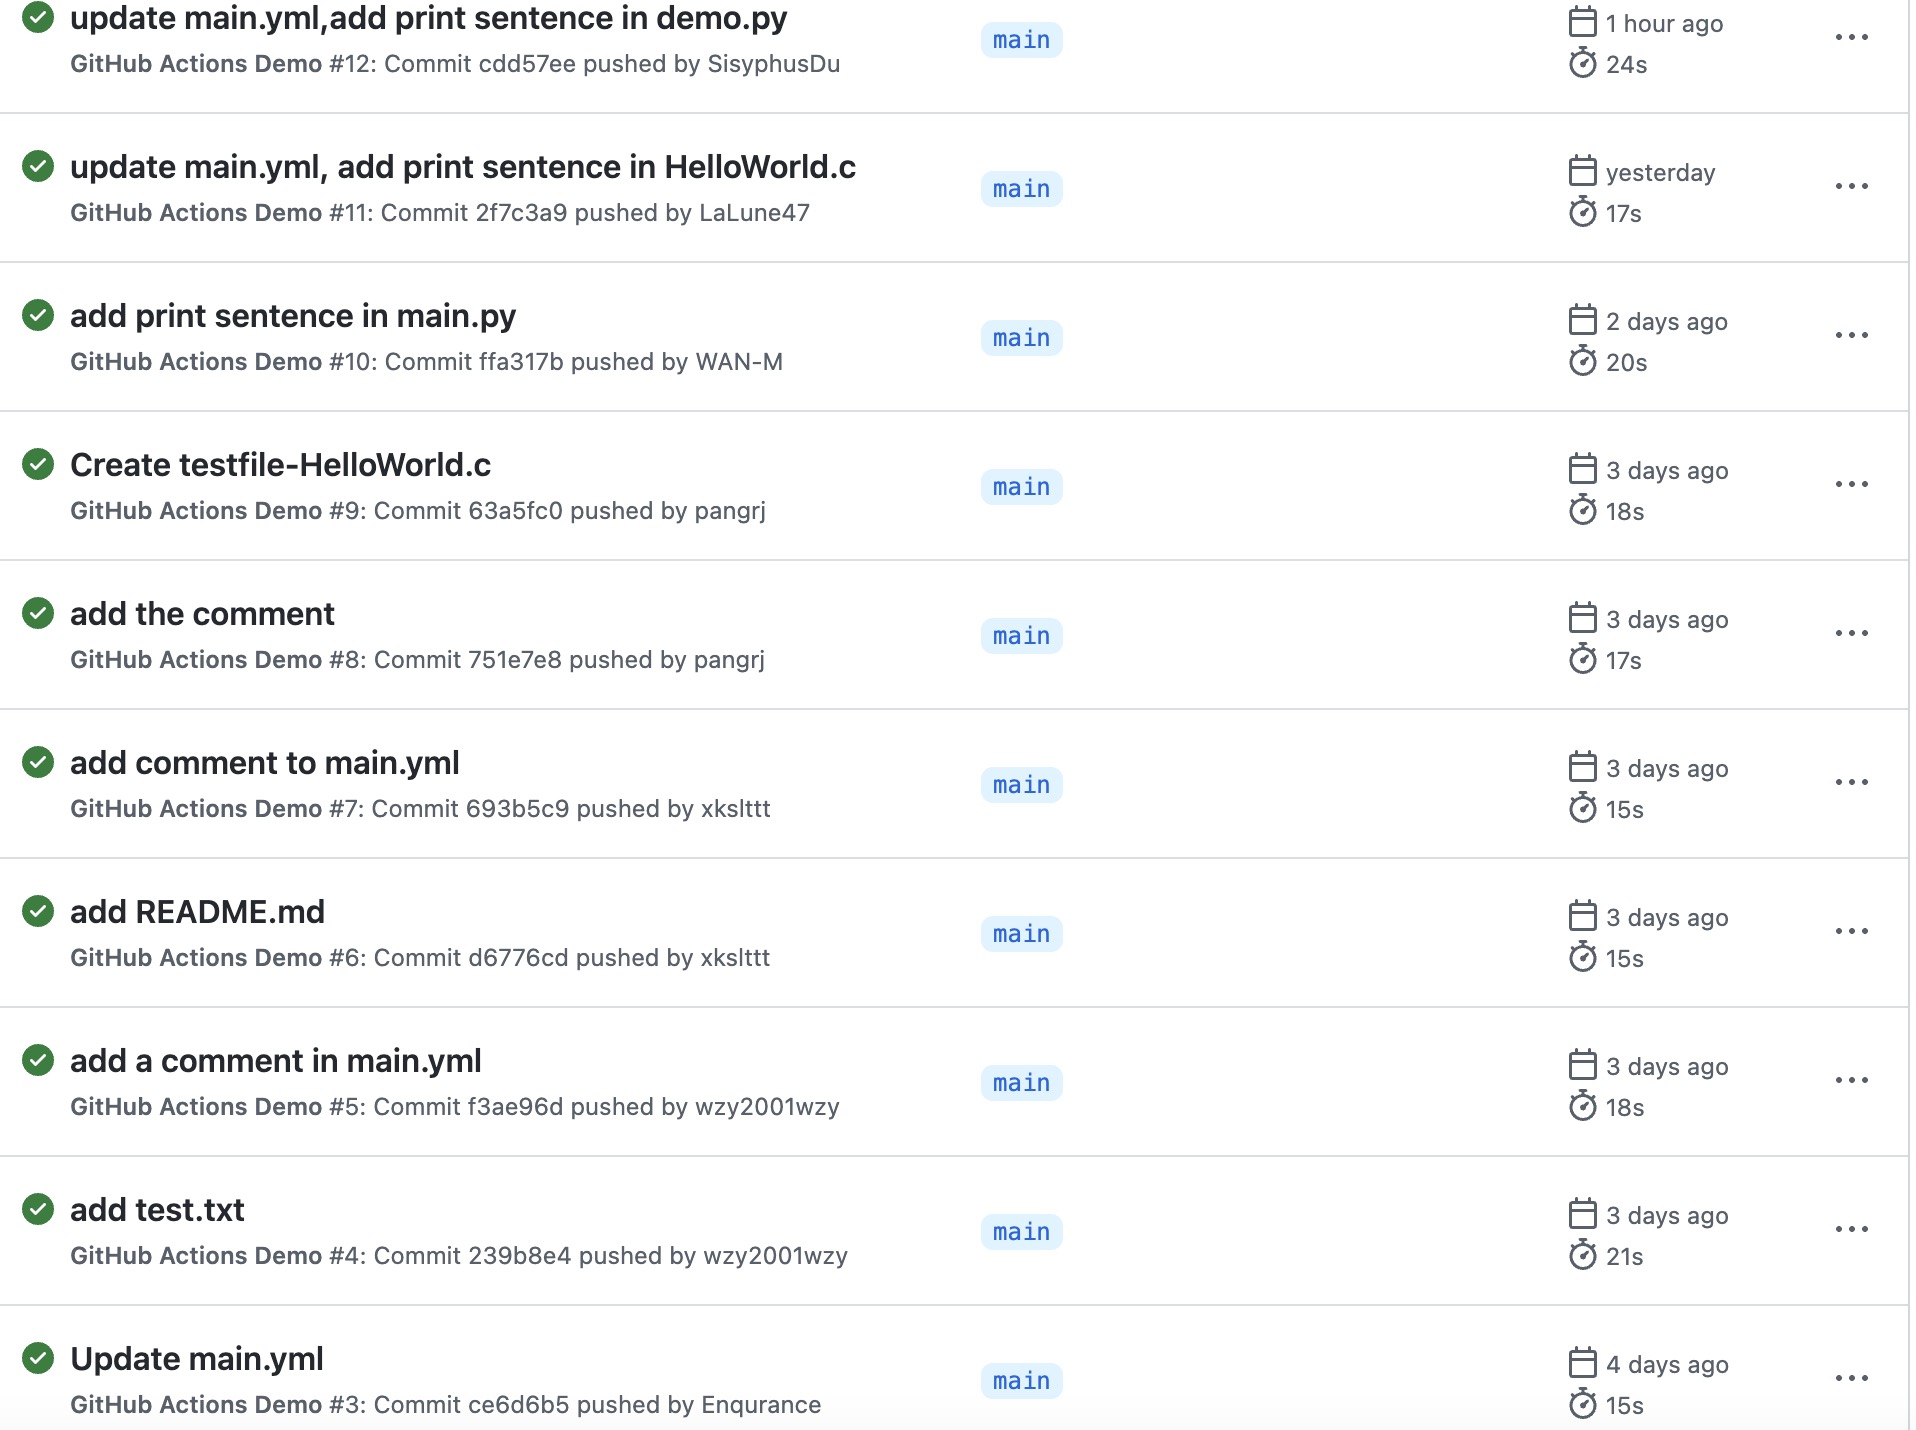 update main.yml,add print sentence in demo.py
GitHub Actions Demo #12: Commit cdd57ee pushed by SisyphusDu
main
1 hour ago
24s
update main.yml, add print sentence in HelloWorld.c
GitHub Actions Demo #11: Commit 2f7c3a9 pushed by LaLune47
main
yesterday
17s
add print sentence in main.py
GitHub Actions Demo #10: Commit ffa317b pushed by WAN-M
main
2 days ago
20s
Create testfile-HelloWorld.c
GitHub Actions Demo #9: Commit 63a5fc0 pushed by pangrj
main
3 days ago
18s
add the comment
GitHub Actions Demo #8: Commit 751e7e8 pushed by pangrj
main
3 days ago
17s
add comment to main.yml
GitHub Actions Demo #7: Commit 693b5c9 pushed by xkslttt
main
3 days ago
15s
add README.md
GitHub Actions Demo #6: Commit d6776cd pushed by xkslttt
main
3 days ago
15s
add a comment in main.yml
GitHub Actions Demo #5: Commit f3ae96d pushed by wzy2001wzy
main
3 days ago
18s
add test.txt
GitHub Actions Demo #4: Commit 239b8e4 pushed by wzy2001wzy
main
3 days ago
21s
Update main.yml
GitHub Actions Demo #3: Commit ce6d6b5 pushed by Enqurance
main
4 days ago
15s